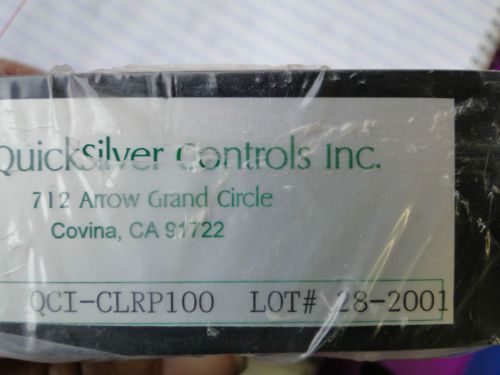 QuickSilver Controls Inc.
712 Arrow Grand Circle
Covina, CA 91722
QCI-CLRP100 LOT# 28-2001